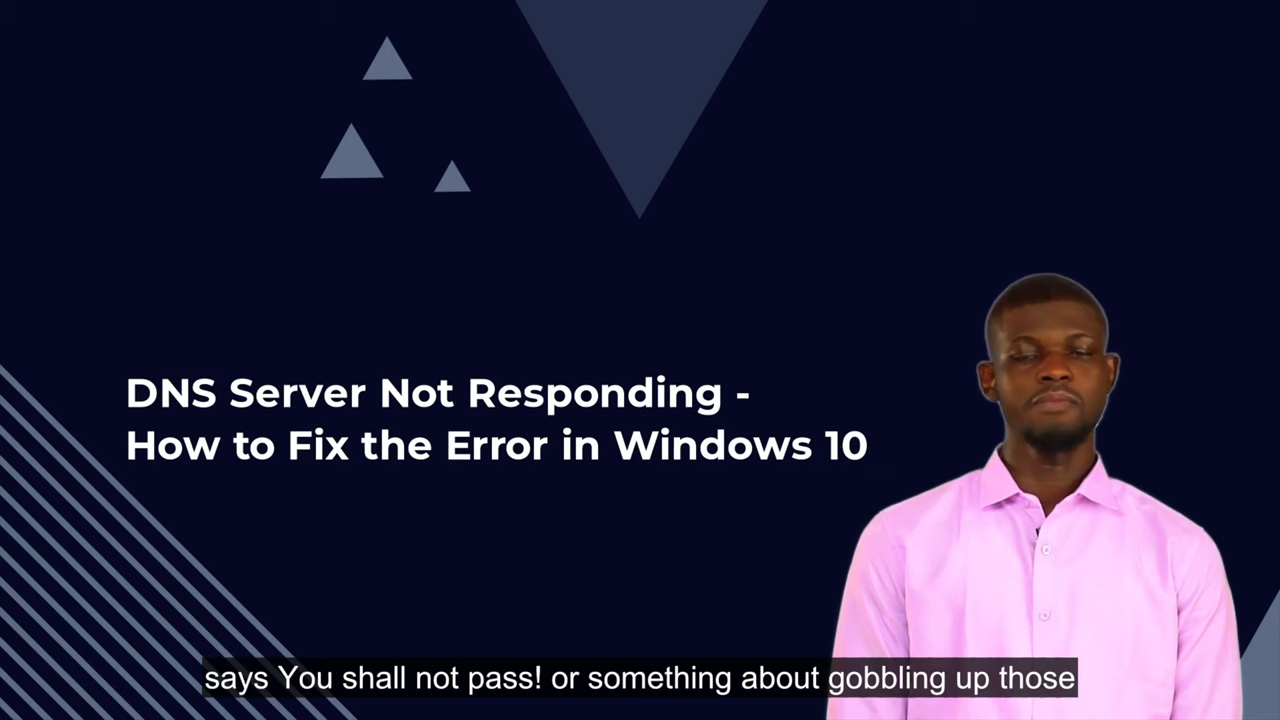 DNS Server Not Responding -
How to Fix the Error in Windows 10
says You shall not pass! or something about gobbling up those